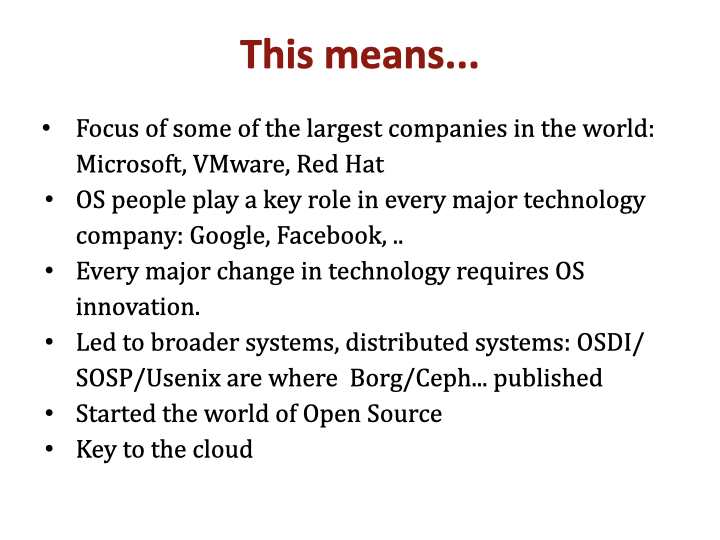 This means...
• Focus of some of the largest companies in the world:
Microsoft, VMware, Red Hat
• OS people play a key role in every major technology
company: Google, Facebook, ..
• Every major change in technology requires OS
innovation.
• Led to broader systems, distributed systems: OSDI/
SOSP/Usenix are where  Borg/Ceph... published
• Started the world of Open Source
• Key to the cloud